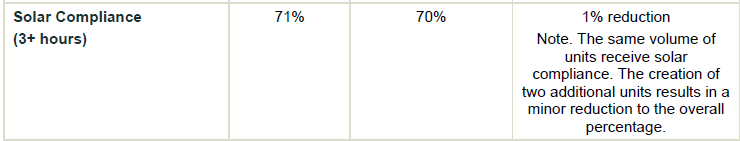 Solar Compliance 71% 70% 1% reduction
(3+ hours)
Note. The same volume of
units receive solar
compliance. The creation of
two additional units results in a
minor reduction to the overall
percentage.